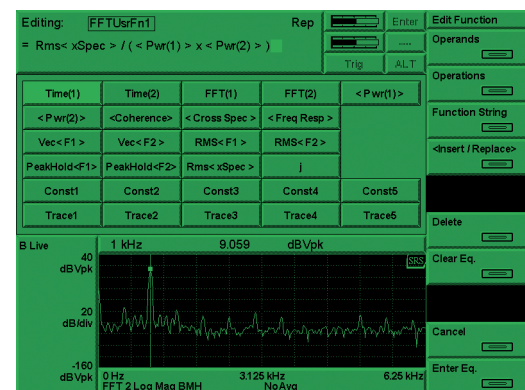 Editing: FFTUsrFn1 Rep Enter Edit Function
= Rms< xSpec > / ( < Pwr(1) > x < Pwr(2) > ) ---- Operands
Trig ALT
Operations
Time(1) Time(2) FFT(1) FFT(2) <Pwr(1)>
<Pwr(2)> <Coherence> <Cross Spec> <Freq Resp> Function String
Vec<F1> Vec<F2> RMS<F1> RMS<F2> <Insert /Replace>
PeakHold<F1> PeakHold<F2> Rms< xSpec > j
Const1 Const2 Const3 Const4 Const5
Trace1 Trace2 Trace3 Trace4 Trace5
Delete
B Live 1 kHz 9.059 dBVpk
40
dBVpk
SRS
Clear Eq.
20
dB/div
Cancel
-160
dBVpk
0 Hz 3.125 kHz 6.25 kHz
FFT 2 Log Mag BMH NoAvg
Enter Eq.